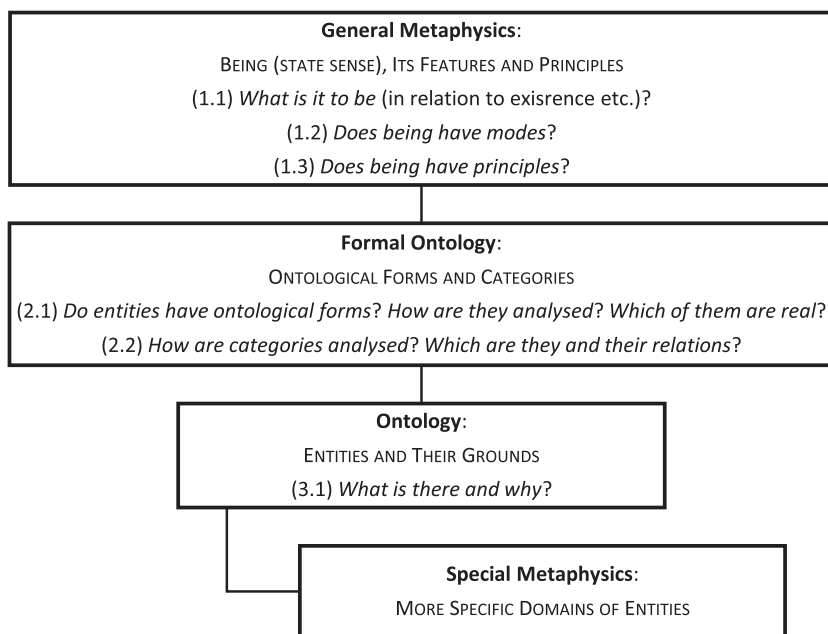 General Metaphysics:
BEING (STATE SENSE), ITS FEATURES AND PRINCIPLES
(1.1) What is it to be (in relation to exisrence etc.)?
(1.2) Does being have modes?
(1.3) Does being have principles?
Formal Ontology:
ONTOLOGICAL FORMS AND CATEGORIES
(2.1) Do entities have ontological forms? How are they analysed? Which of them are real?
(2.2) How are categories analysed? Which are they and their relations?
Ontology:
ENTITIES AND THEIR GROUNDS
(3.1) What is there and why?
Special Metaphysics:
MORE SPECIFIC DOMAINS OF ENTITIES